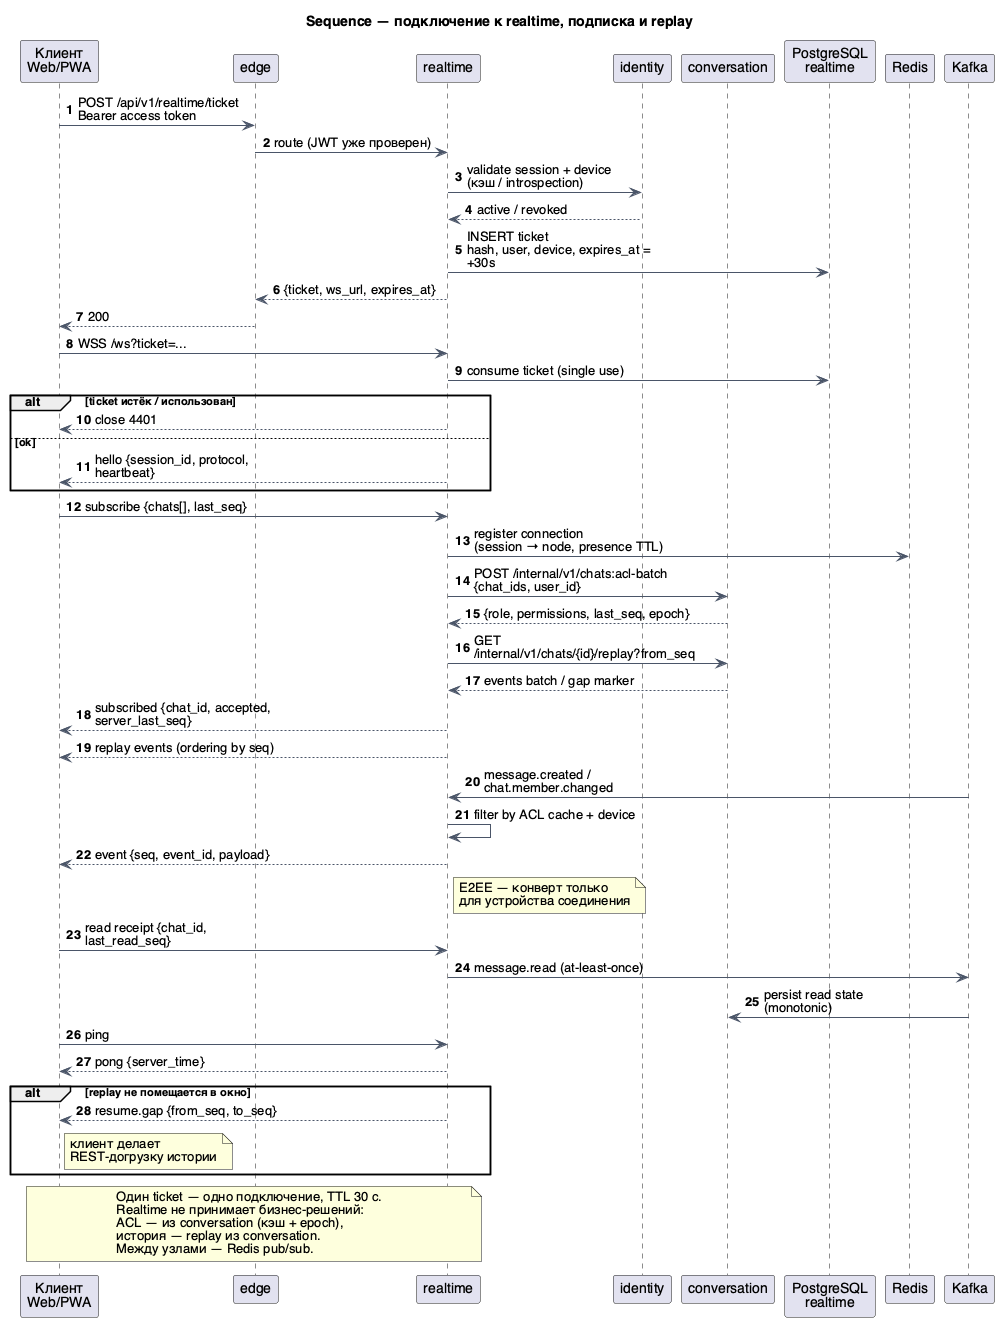 Sequence — подключение к realtime, подписка и replay
Клиент
Web/PWA
edge
realtime
identity
conversation
PostgreSQL
realtime
Redis
Kafka
1 POST /api/v1/realtime/ticket
Bearer access token
2 route (JWT уже проверен)
3 validate session + device
(кэш / introspection)
4 active / revoked
5 INSERT ticket
hash, user, device, expires_at =
+30s
6 {ticket, ws_url, expires_at}
7 200
8 WSS /ws?ticket=...
9 consume ticket (single use)
alt [ticket истёк / использован]
10 close 4401
[ok]
11 hello {session_id, protocol,
heartbeat}
12 subscribe {chats[], last_seq}
13 register connection
(session → node, presence TTL)
14 POST /internal/v1/chats:acl-batch
{chat_ids, user_id}
15 {role, permissions, last_seq, epoch}
16 GET
/internal/v1/chats/{id}/replay?from_seq
17 events batch / gap marker
18 subscribed {chat_id, accepted,
server_last_seq}
19 replay events (ordering by seq)
20 message.created /
chat.member.changed
21 filter by ACL cache + device
22 event {seq, event_id, payload}
E2EE — конверт только
для устройства соединения
23 read receipt {chat_id,
last_read_seq}
24 message.read (at-least-once)
25 persist read state
(monotonic)
26 ping
27 pong {server_time}
alt [replay не помещается в окно]
28 resume.gap {from_seq, to_seq}
клиент делает
REST-догрузку истории
Один ticket — одно подключение, TTL 30 с.
Realtime не принимает бизнес-решений:
ACL — из conversation (кэш + epoch),
история — replay из conversation.
Между узлами — Redis pub/sub.
Клиент
Web/PWA
edge
realtime
identity
conversation
PostgreSQL
realtime
Redis
Kafka